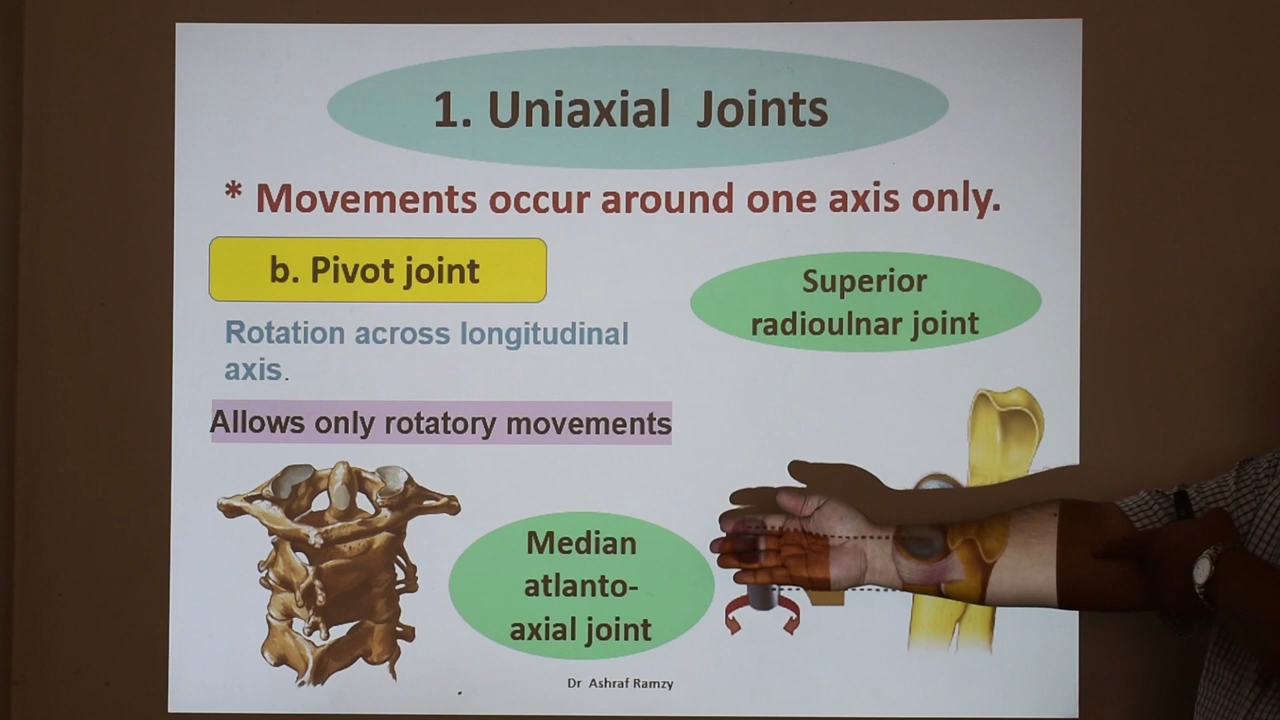 1. Uniaxial Joints
* Movements occur around one axis only.
b. Pivot joint
Rotation across longitudinal
axis.
Allows only rotatory movements
Superior
radioulnar joint
Median
atlanto-
axial joint
Dr Ashraf Ramzy